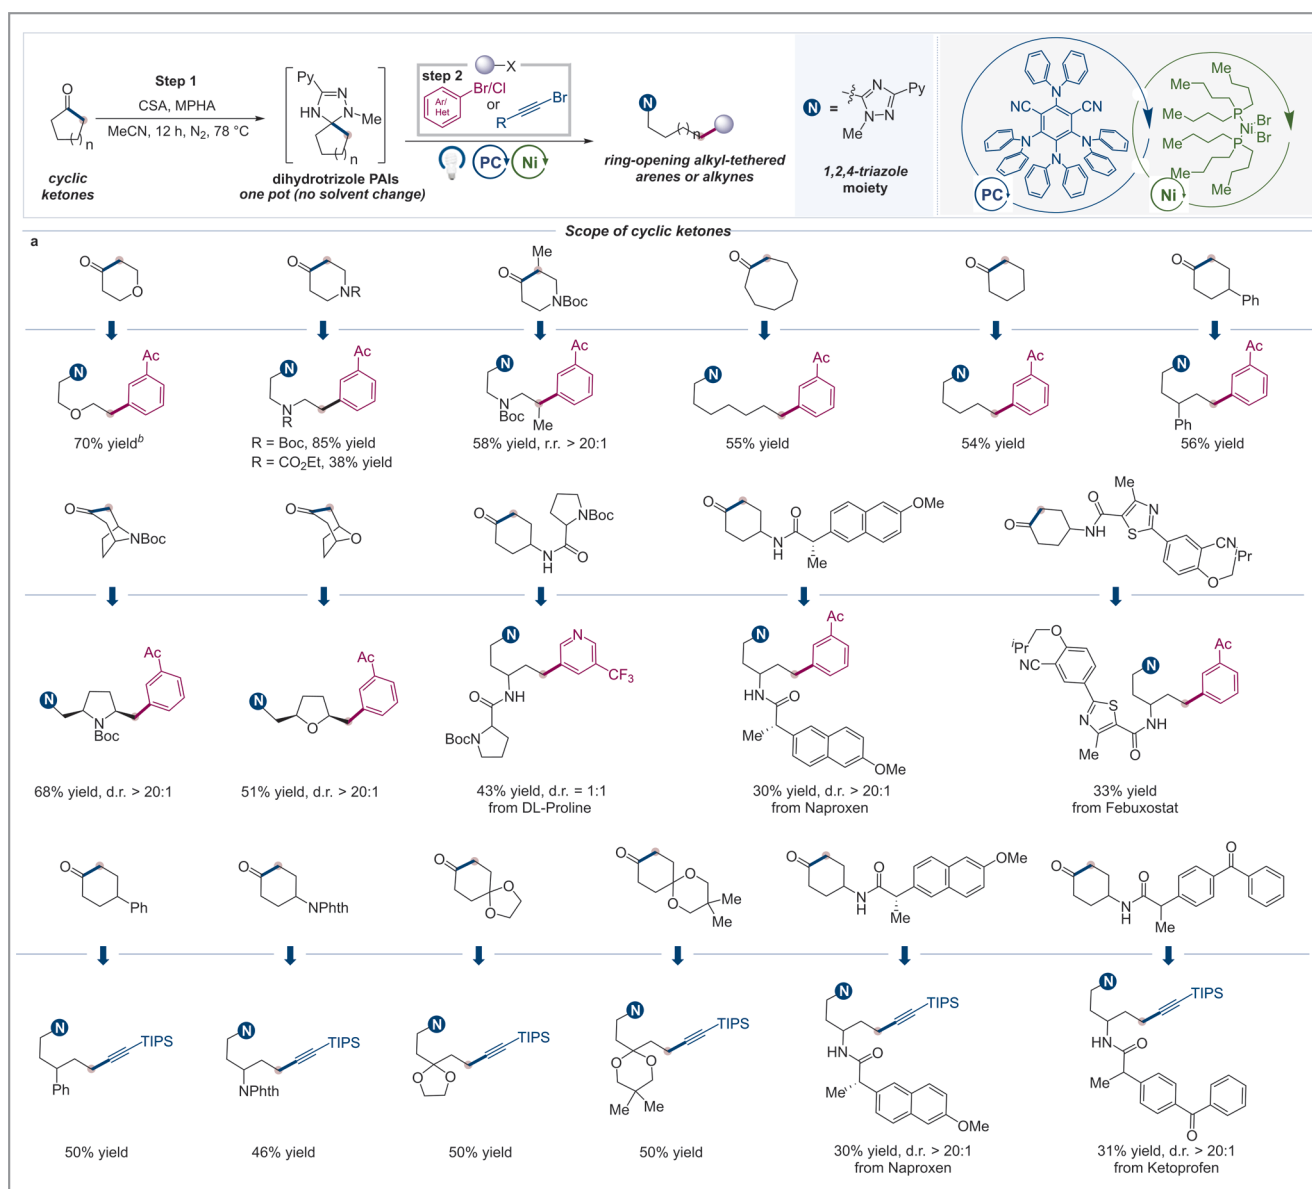 Step 1
CSA, MPHA
MeCN, 12 h, N₂, 78 °C
O
n
cyclic
ketones
Py
N
HN
N
Me
n
dihydrotrizole PAIs
one pot (no solvent change)
step 2
X
Br/Cl
Ar/
Het
or
Br
R
PC
Ni
N
n
ring-opening alkyl-tethered
arenes or alkynes
N =
N
Py
N
N
Me
1,2,4-triazole
moiety
N
NC
CN
N
N
N
PC
Me
Me
Me
Me
P
Br
Ni
Br
P
Me
Me
Me
Me
Ni
Scope of cyclic ketones
a
O
O
O
N
R
Me
O
NBoc
O
O
O
Ph
N
O
Ac
70% yieldᵇ
N
N
R
Ac
R = Boc, 85% yield
R = CO₂Et, 38% yield
N
N
Boc
Me
Ac
58% yield, r.r. > 20:1
N
Ac
55% yield
N
Ac
54% yield
N
Ph
Ac
56% yield
O
NBoc
O
O
O
NBoc
N
H
O
O
OMe
O
N
H
Me
O
Me
O
N
NH
S
CN
O
ⁱPr
Ac
N
N
Boc
68% yield, d.r. > 20:1
Ac
N
O
51% yield, d.r. > 20:1
N
N
CF₃
NH
O
BocN
43% yield, d.r. = 1:1
from DL-Proline
Ac
N
NH
O
Me
OMe
30% yield, d.r. > 20:1
from Naproxen
O
ⁱPr
NC
Ac
N
S
N
NH
Me
O
33% yield
from Febuxostat
O
Ph
O
NPhth
O
O
O
O
O
O
Me
Me
O
OMe
O
N
H
Me
O
O
O
N
H
Me
N
TIPS
Ph
50% yield
N
TIPS
NPhth
46% yield
N
TIPS
O
O
50% yield
N
TIPS
O
O
Me
Me
50% yield
N
TIPS
HN
O
Me
OMe
30% yield, d.r. > 20:1
from Naproxen
N
TIPS
HN
O
Me
O
31% yield, d.r. > 20:1
from Ketoprofen